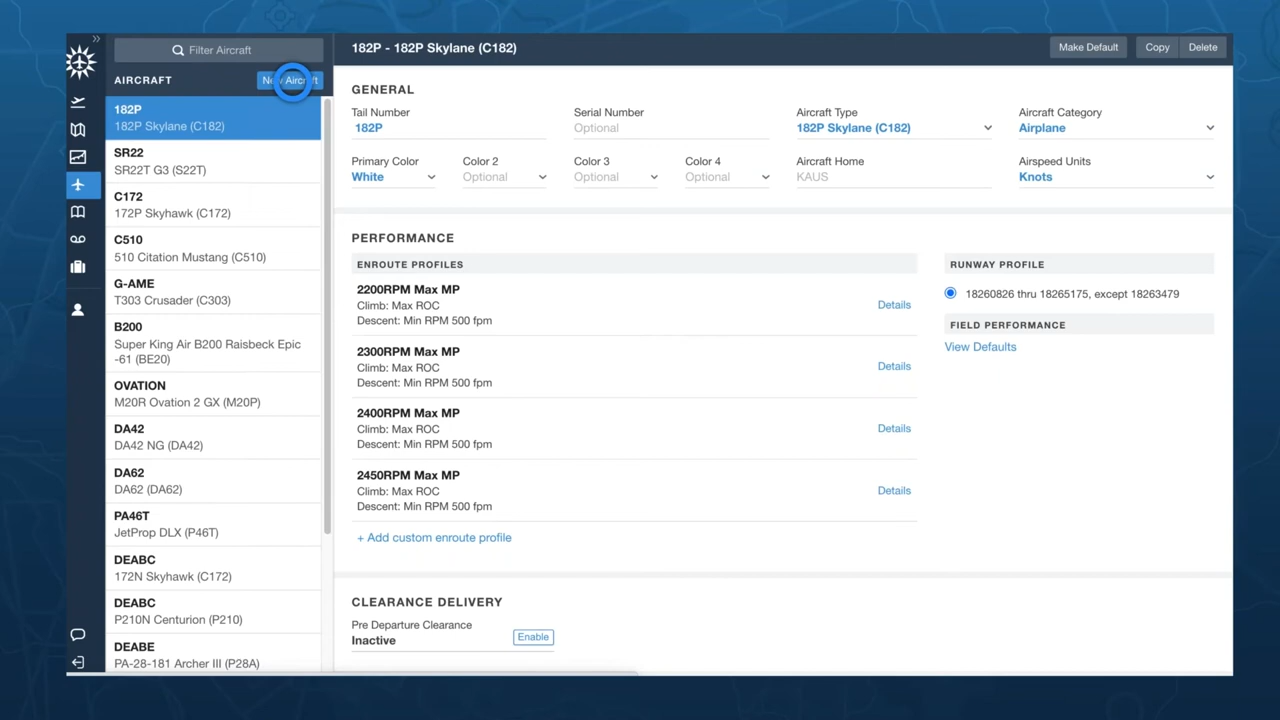 Filter Aircraft
AIRCRAFT
New Aircraft
182P
182P Skylane (C182)
SR22
SR22T G3 (S22T)
C172
172P Skyhawk (C172)
C510
510 Citation Mustang (C510)
G-AME
T303 Crusader (C303)
B200
Super King Air B200 Raisbeck Epic
-61 (BE20)
OVATION
M20R Ovation 2 GX (M20P)
DA42
DA42 NG (DA42)
DA62
DA62 (DA62)
PA46T
JetProp DLX (P46T)
DEABC
172N Skyhawk (C172)
DEABC
P210N Centurion (P210)
DEABE
PA-28-181 Archer III (P28A)
182P - 182P Skylane (C182)
Make Default
Copy
Delete
GENERAL
Tail Number
182P
Serial Number
Optional
Aircraft Type
182P Skylane (C182)
Aircraft Category
Airplane
Primary Color
White
Color 2
Optional
Color 3
Optional
Color 4
Optional
Aircraft Home
KAUS
Airspeed Units
Knots
PERFORMANCE
ENROUTE PROFILES
2200RPM Max MP
Climb: Max ROC
Descent: Min RPM 500 fpm
Details
2300RPM Max MP
Climb: Max ROC
Descent: Min RPM 500 fpm
Details
2400RPM Max MP
Climb: Max ROC
Descent: Min RPM 500 fpm
Details
2450RPM Max MP
Climb: Max ROC
Descent: Min RPM 500 fpm
Details
+ Add custom enroute profile
RUNWAY PROFILE
18260826 thru 18265175, except 18263479
FIELD PERFORMANCE
View Defaults
CLEARANCE DELIVERY
Pre Departure Clearance
Inactive
Enable